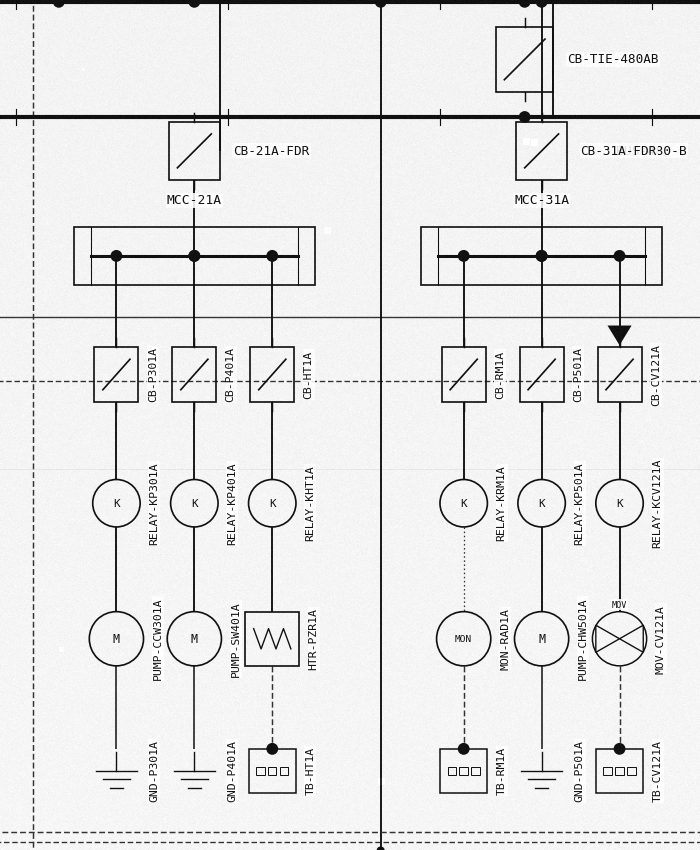 CB-TIE-480AB
CB-21A-FDR
CB-31A-FDR
30-B
MCC-21A
MCC-31A
CB-P301A
CB-P401A
CB-HT1A
CB-RM1A
CB-P501A
CB-CV121A
K
RELAY-KP301A
K
RELAY-KP401A
K
RELAY-KHT1A
K
RELAY-KRM1A
K
RELAY-KP501A
K
RELAY-KCV121A
M
PUMP-CCW301A
M
PUMP-SW401A
HTR-PZR1A
MON
MON-RAD1A
M
PUMP-CHW501A
MOV
MOV-CV121A
GND-P301A
GND-P401A
TB-HT1A
TB-RM1A
GND-P501A
TB-CV121A